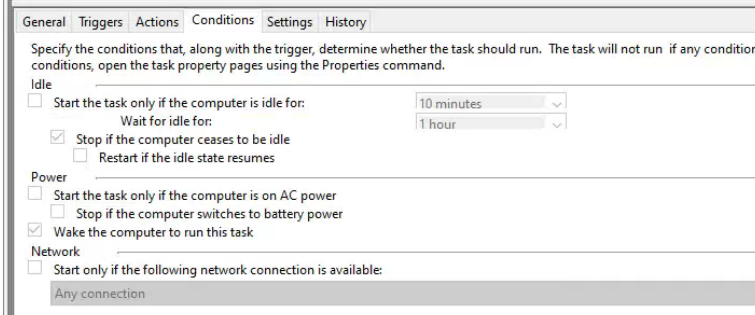 General Triggers Actions Conditions Settings History
Specify the conditions that, along with the trigger, determine whether the task should run. The task will not run if any condition
conditions, open the task property pages using the Properties command.
Idle
Start the task only if the computer is idle for: 10 minutes
Wait for idle for: 1 hour
Stop if the computer ceases to be idle
Restart if the idle state resumes
Power
Start the task only if the computer is on AC power
Stop if the computer switches to battery power
Wake the computer to run this task
Network
Start only if the following network connection is available:
Any connection